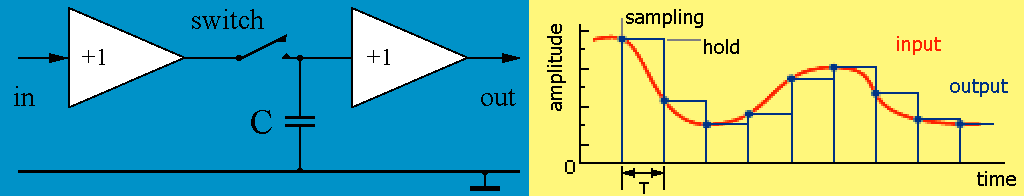 switch
+1
+1
in
out
C
sampling
hold
input
output
amplitude
0
T
time